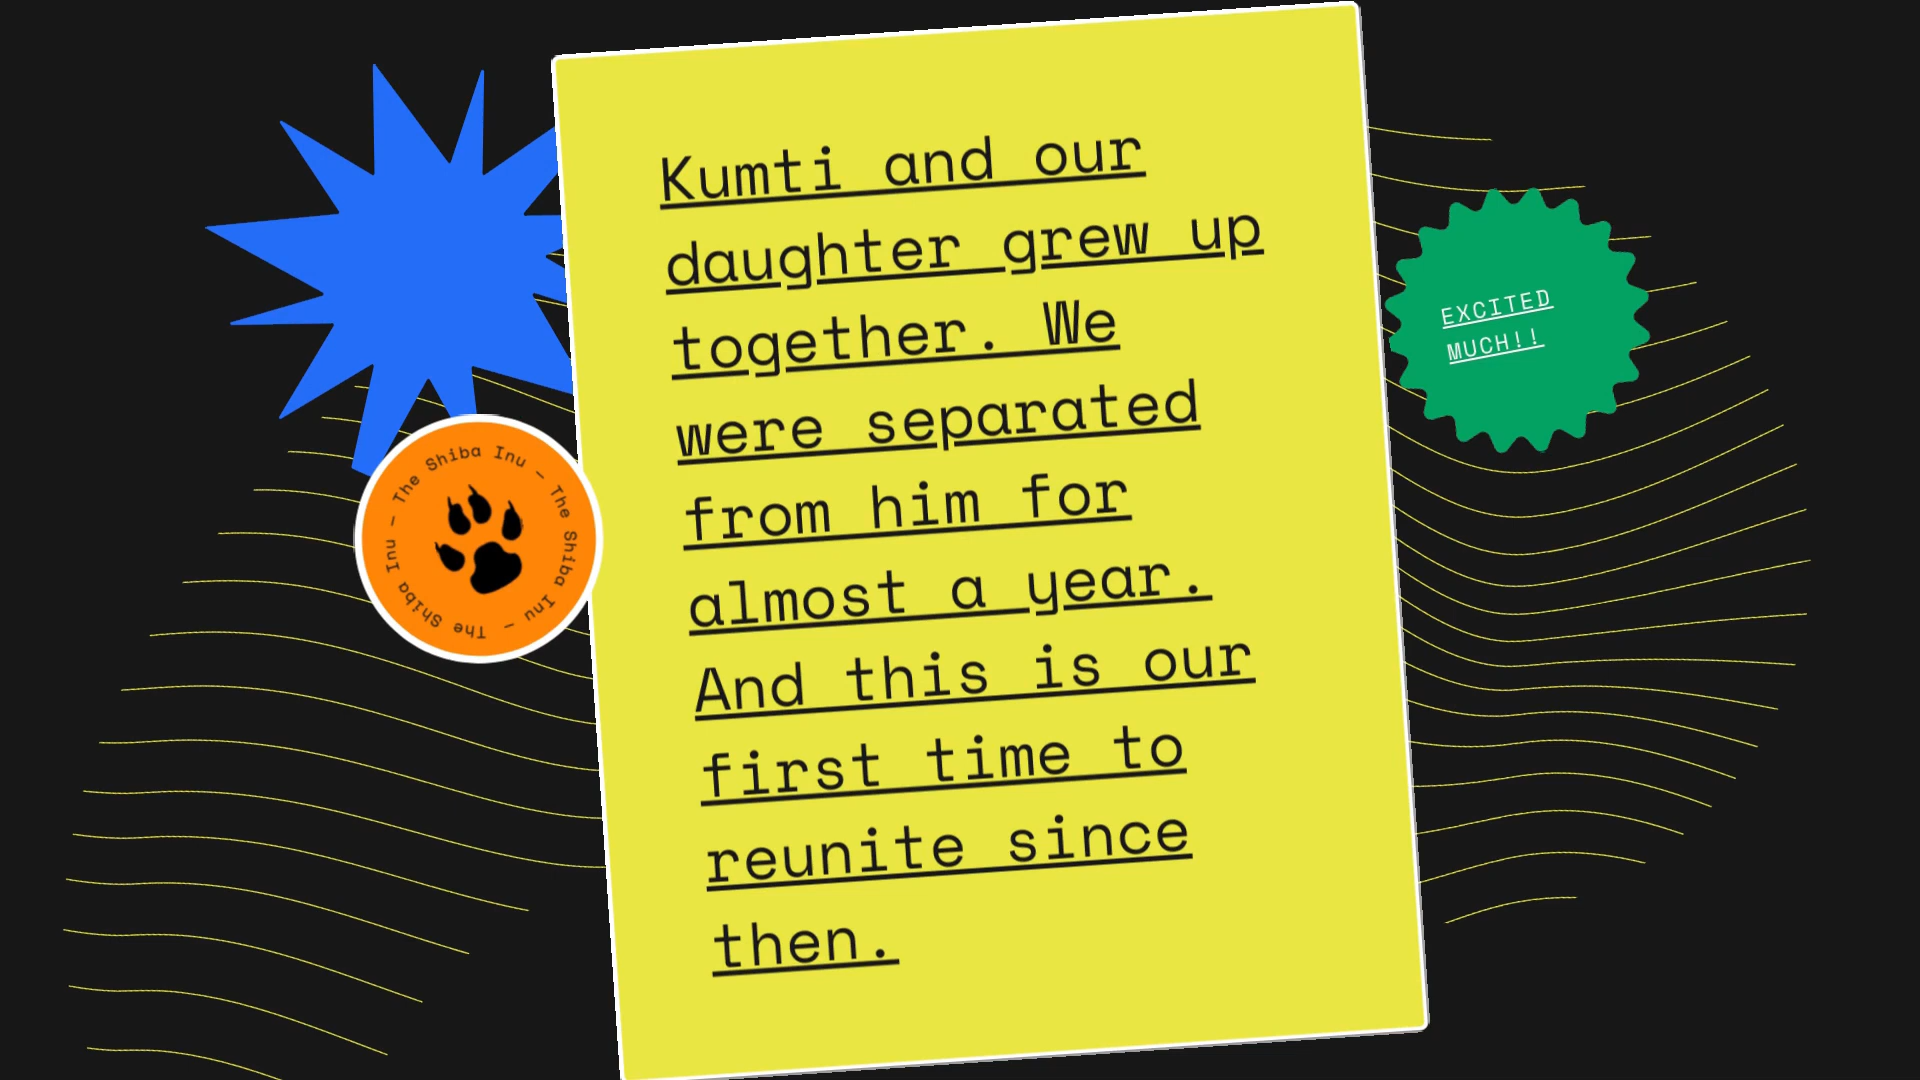 Kumti and our
daughter grew up
together. We
were separated
from him for
almost a year.
And this is our
first time to
reunite since
then.
EXCITED
MUCH!!
The Shiba Inu – The Shiba Inu – The Shiba Inu –